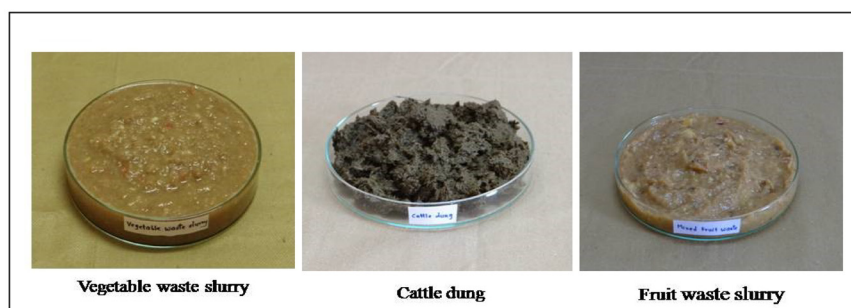 Vegetable waste slurry
Cattle dung
Mixed Fruit waste
Vegetable waste slurry
Cattle dung
Fruit waste slurry